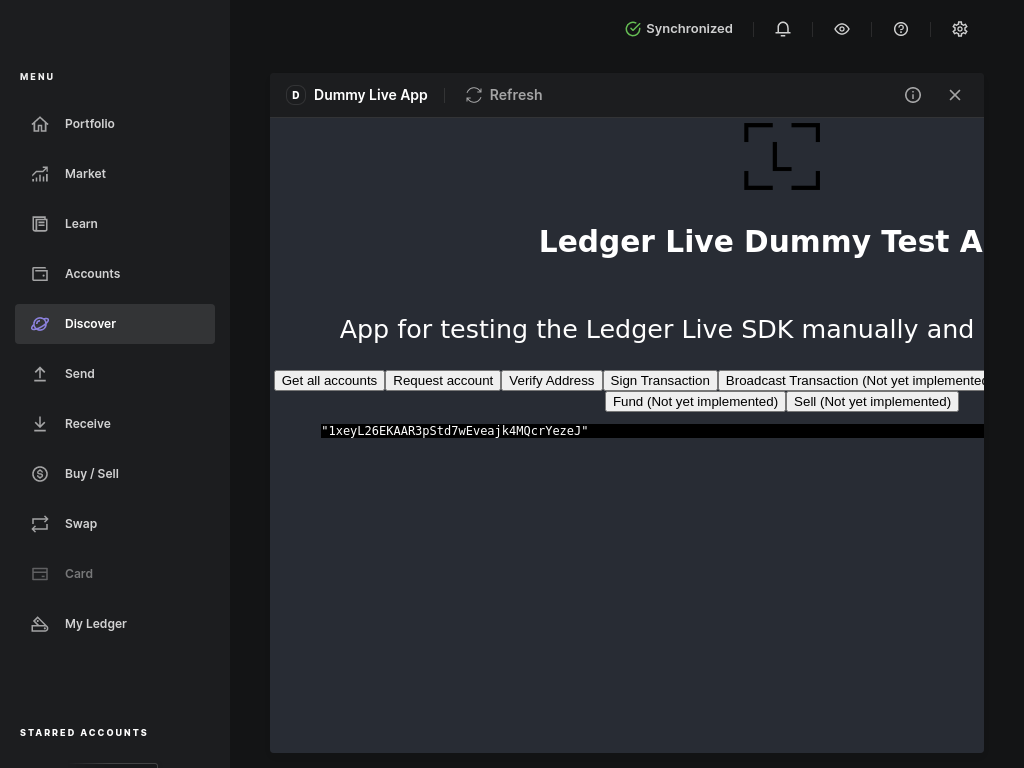 Synchronized
MENU
Portfolio
Market
Learn
Accounts
Discover
Send
Receive
Buy / Sell
Swap
Card
My Ledger
STARRED ACCOUNTS
D Dummy Live App
Refresh
L
Ledger Live Dummy Test A
App for testing the Ledger Live SDK manually and
Get all accounts Request account Verify Address Sign Transaction Broadcast Transaction (Not yet implemented
Fund (Not yet implemented) Sell (Not yet implemented)
"1xeyL26EKAAR3pStd7wEveajk4MQcrYezeJ"